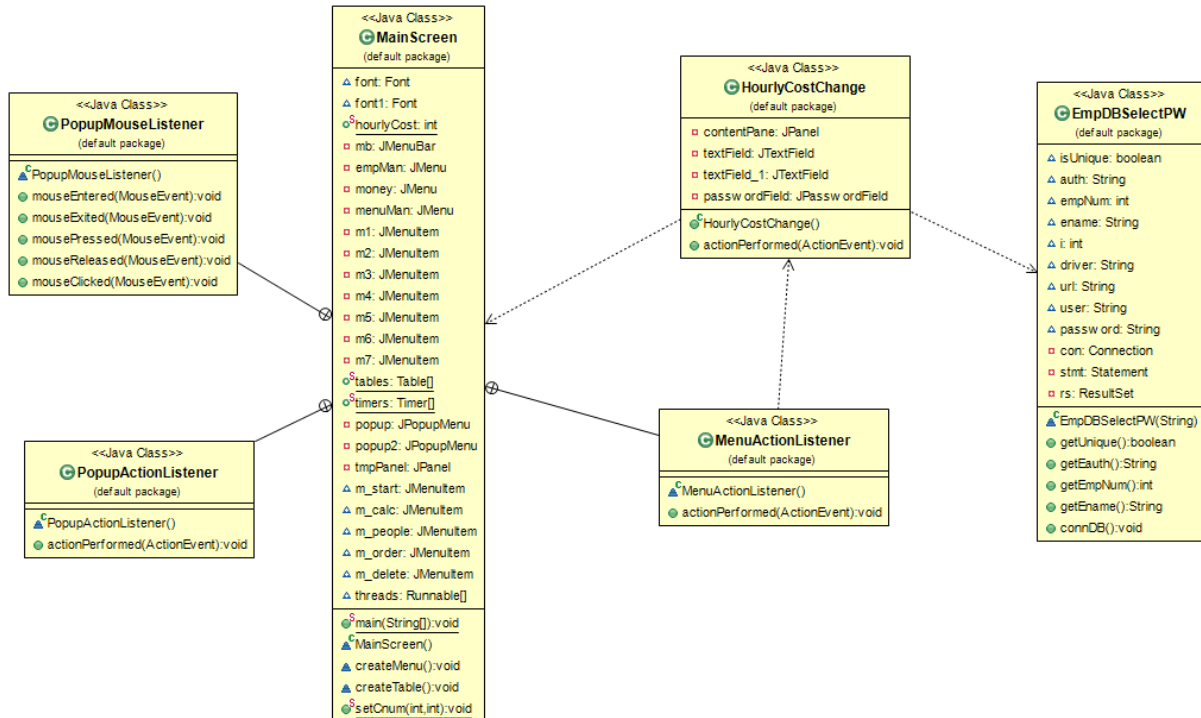 <<Java Class>>
PopupMouseListener
(default package)
PopupMouseListener()
mouseEntered(MouseEvent):void
mouseExited(MouseEvent):void
mousePressed(MouseEvent):void
mouseReleased(MouseEvent):void
mouseClicked(MouseEvent):void
<<Java Class>>
PopupActionListener
(default package)
PopupActionListener()
actionPerformed(ActionEvent):void
<<Java Class>>
MainScreen
(default package)
font: Font
font1: Font
hourlyCost: int
mb: JMenuBar
empMan: JMenu
money: JMenu
menuMan: JMenu
m1: JMenuItem
m2: JMenuItem
m3: JMenuItem
m4: JMenuItem
m5: JMenuItem
m6: JMenuItem
m7: JMenuItem
tables: Table[]
timers: Timer[]
popup: JPopupMenu
popup2: JPopupMenu
tmpPanel: JPanel
m_start: JMenuItem
m_calc: JMenuItem
m_people: JMenuItem
m_order: JMenuItem
m_delete: JMenuItem
threads: Runnable[]
main(String[]):void
MainScreen()
createMenu():void
createTable():void
setCnum(int,int):void
<<Java Class>>
HourlyCostChange
(default package)
contentPane: JPanel
textField: JTextField
textField_1: JTextField
passwordField: JPasswordField
HourlyCostChange()
actionPerformed(ActionEvent):void
<<Java Class>>
MenuActionListener
(default package)
MenuActionListener()
actionPerformed(ActionEvent):void
<<Java Class>>
EmpDBSelectPW
(default package)
isUnique: boolean
auth: String
empNum: int
ename: String
i: int
driver: String
url: String
user: String
password: String
con: Connection
stmt: Statement
rs: ResultSet
EmpDBSelectPW(String)
getUnique():boolean
getEauth():String
getEmpNum():int
getEname():String
connDB():void